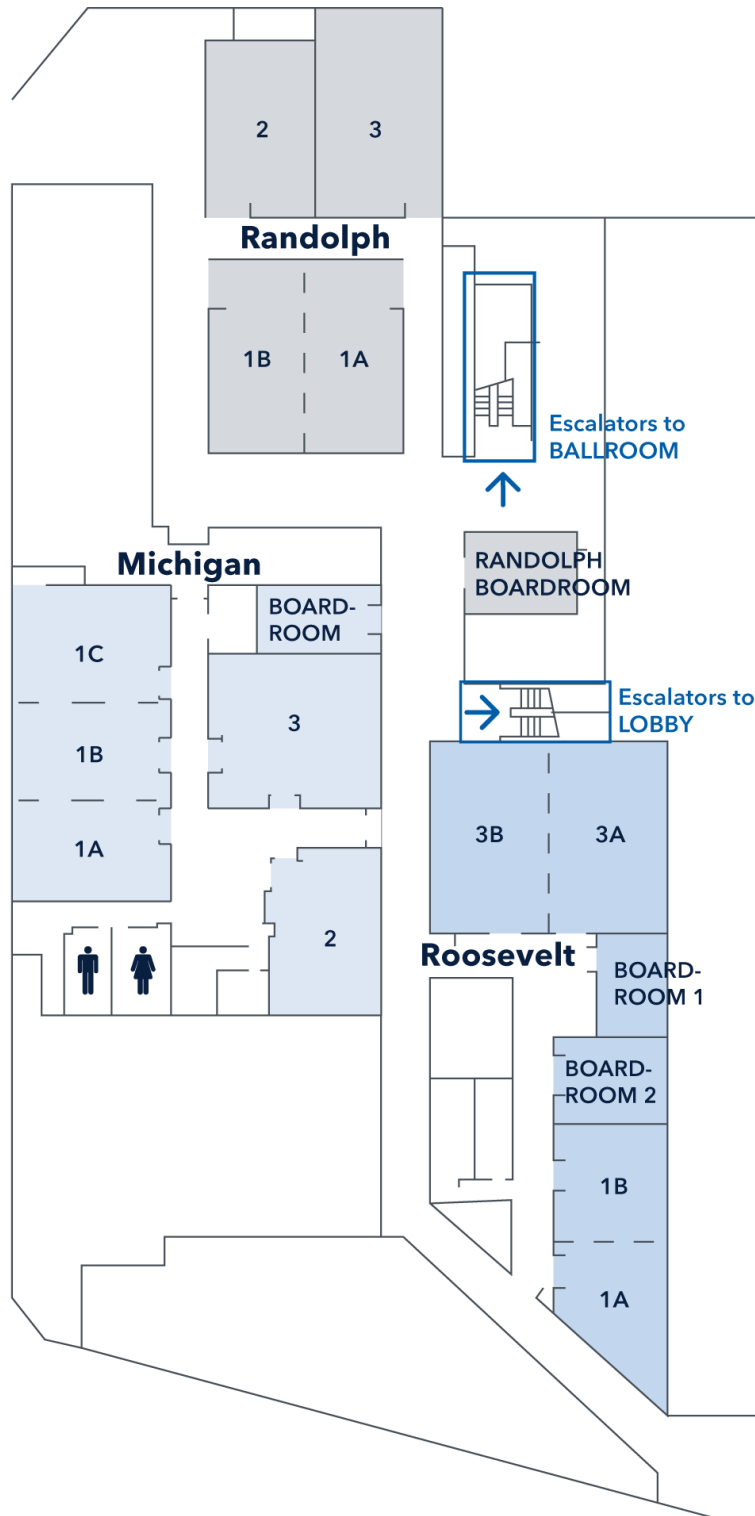 2
3
Randolph
1B
1A
Escalators to
BALLROOM
Michigan
RANDOLPH
BOARDROOM
BOARD-
ROOM
1C
3
1B
1A
2
Escalators to
LOBBY
3B
3A
Roosevelt
BOARD-
ROOM 1
BOARD-
ROOM 2
1B
1A